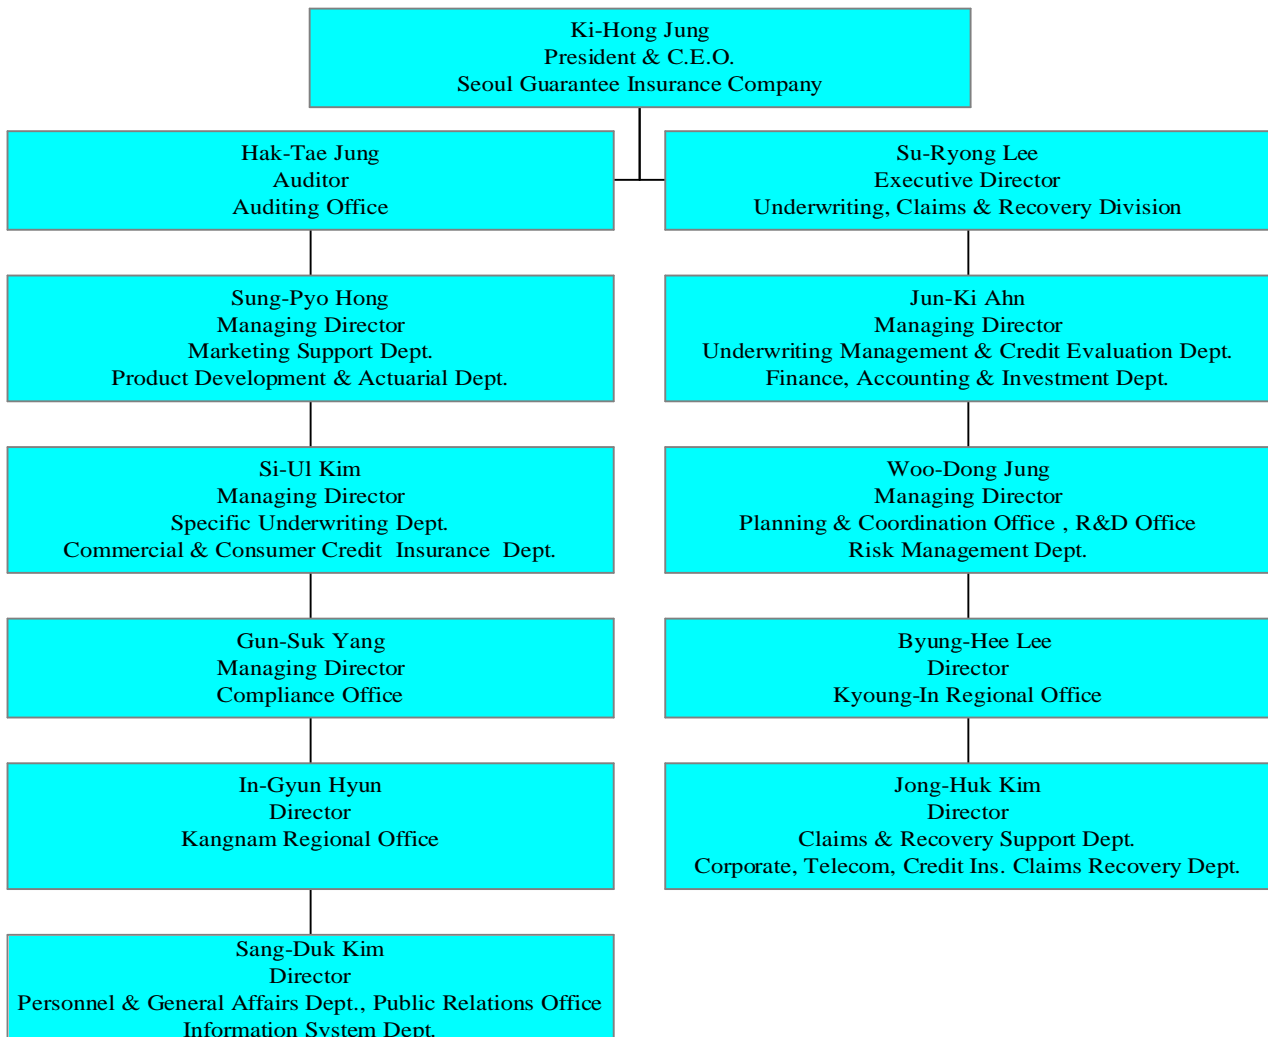 Ki-Hong Jung
President & C.E.O.
Seoul Guarantee Insurance Company
Hak-Tae Jung
Auditor
Auditing Office
Su-Ryong Lee
Executive Director
Underwriting, Claims & Recovery Division
Sung-Pyo Hong
Managing Director
Marketing Support Dept.
Product Development & Actuarial Dept.
Jun-Ki Ahn
Managing Director
Underwriting Management & Credit Evaluation Dept.
Finance, Accounting & Investment Dept.
Si-Ul Kim
Managing Director
Specific Underwriting Dept.
Commercial & Consumer Credit Insurance Dept.
Woo-Dong Jung
Managing Director
Planning & Coordination Office , R&D Office
Risk Management Dept.
Gun-Suk Yang
Managing Director
Compliance Office
Byung-Hee Lee
Director
Kyoung-In Regional Office
In-Gyun Hyun
Director
Kangnam Regional Office
Jong-Huk Kim
Director
Claims & Recovery Support Dept.
Corporate, Telecom, Credit Ins. Claims Recovery Dept.
Sang-Duk Kim
Director
Personnel & General Affairs Dept., Public Relations Office
Information System Dept.